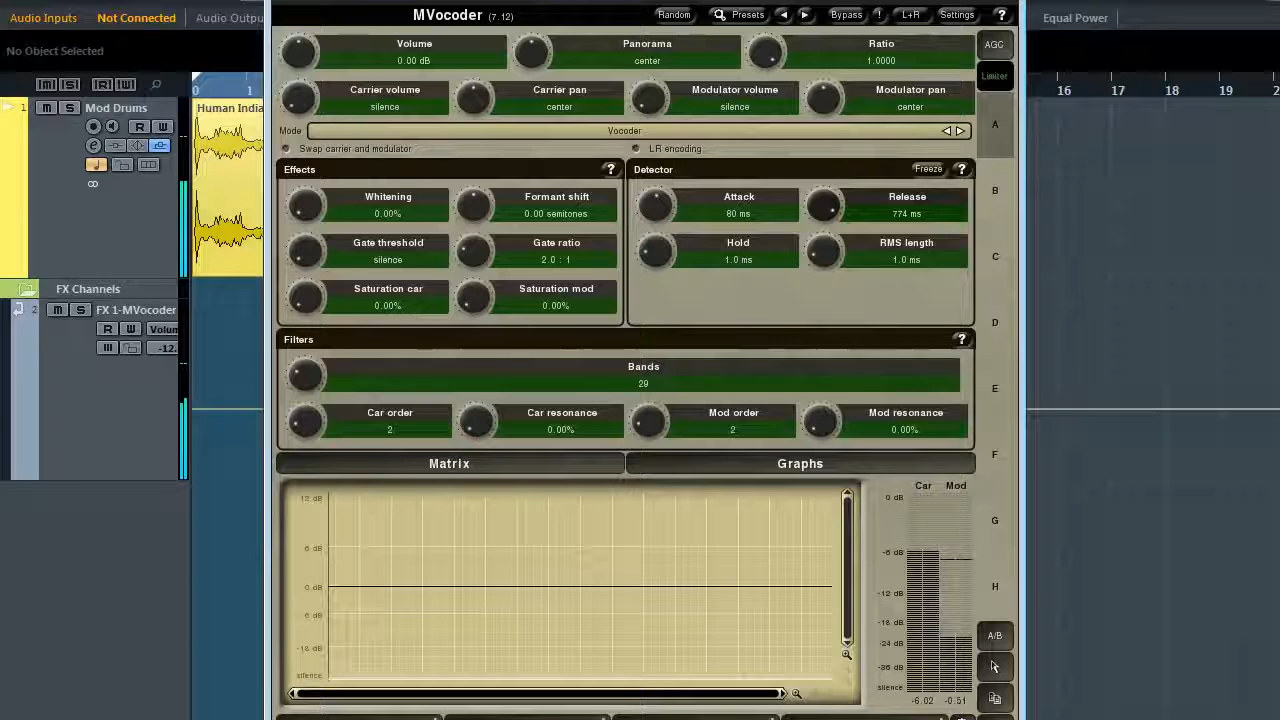 Audio Inputs Not Connected Audio Outpu
MVocoder (7.12) Random Presets Bypass ! L+R Settings ? Equal Power
No Object Selected
AGC
Volume Panorama Ratio
0.00 dB center 1.0000
Limiter
M S R W
0 1 16 17 18 19 2
Carrier volume Carrier pan Modulator volume Modulator pan
silence center silence center
1 M S Mod Drums Human India
R W
Mode Vocoder A
Swap carrier and modulator LR encoding
Effects ? Detector Freeze ?
B
Whitening Formant shift Attack Release
0.00% 0.00 semitones 80 ms 774 ms
Gate threshold Gate ratio Hold RMS length
silence 2.0 : 1 1.0 ms 1.0 ms
C
FX Channels
Saturation car Saturation mod
0.00% 0.00%
2 M S FX 1-MVocoder
D
R W Volum
-12.
Filters ?
Bands
29
E
Car order Car resonance Mod order Mod resonance
2 0.00% 2 0.00%
F
Matrix Graphs
Car Mod
12 dB 0 dB
G
6 dB -6 dB
0 dB H
-12 dB
6 dB -18 dB
A/B
-12 dB -24 dB
-36 dB
silence silence
-6.02 -0.51